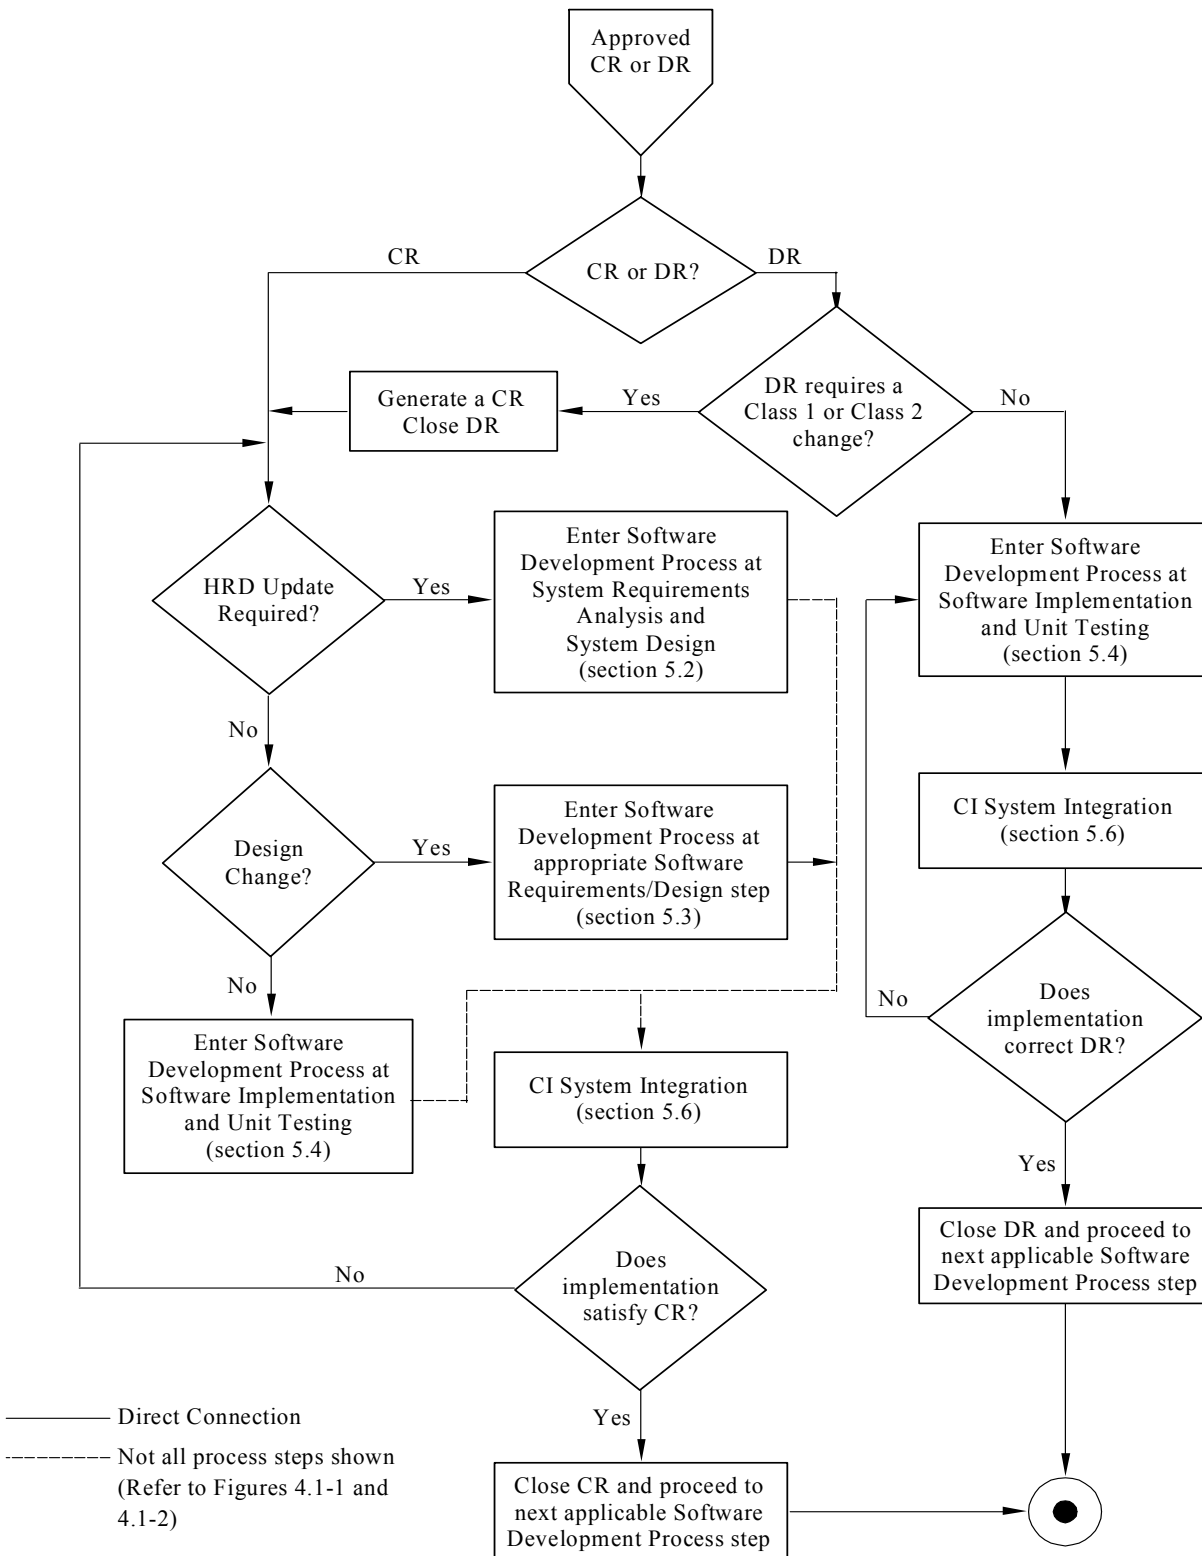 Approved
CR or DR
CR
CR or DR?
DR
Generate a CR
Close DR
Yes
DR requires a
Class 1 or Class 2
change?
No
HRD Update
Required?
Yes
Enter Software
Development Process at
System Requirements
Analysis and
System Design
(section 5.2)
Enter Software
Development Process at
Software Implementation
and Unit Testing
(section 5.4)
No
Design
Change?
Yes
Enter Software
Development Process at
appropriate Software
Requirements/Design step
(section 5.3)
CI System Integration
(section 5.6)
No
No
Does
implementation
correct DR?
Enter Software
Development Process at
Software Implementation
and Unit Testing
(section 5.4)
CI System Integration
(section 5.6)
Yes
No
Does
implementation
satisfy CR?
Close DR and proceed to
next applicable Software
Development Process step
Yes
Direct Connection
Not all process steps shown
(Refer to Figures 4.1-1 and
4.1-2)
Close CR and proceed to
next applicable Software
Development Process step